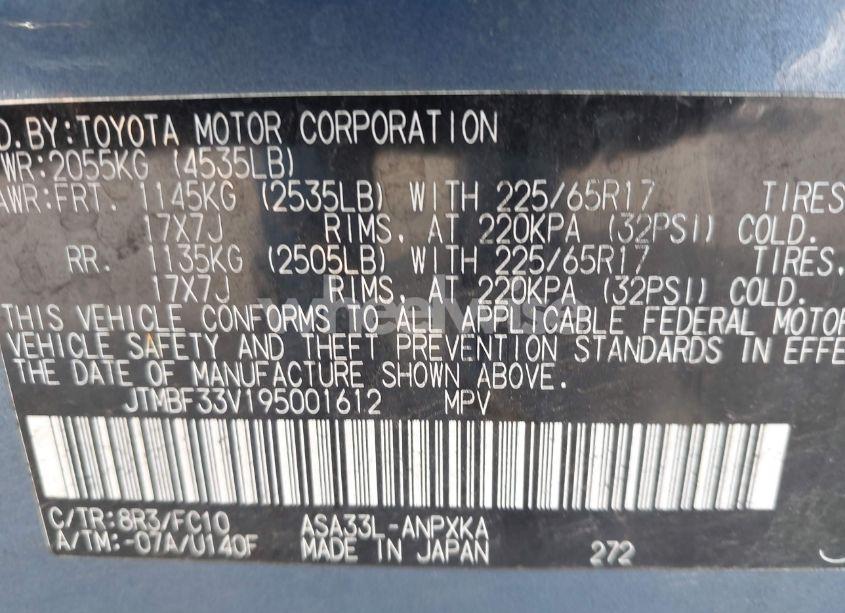 D. BY:TOYOTA MOTOR CORPORATION
WR:2055KG (4535LB)
AWR:FRT. 1145KG (2535LB) WITH 225/65R17 TIRES
17X7J RIMS, AT 220KPA (32PSI) COLD.
RR. 1135KG (2505LB) WITH 225/65R17 TIRES,
17X7J RIMS, AT 220KPA (32PSI) COLD.
THIS VEHICLE CONFORMS TO ALL APPLICABLE FEDERAL MOTOR
VEHICLE SAFETY AND THEFT PREVENTION STANDARDS IN EFFE
THE DATE OF MANUFACTURE SHOWN ABOVE.
JTMBF33V195001612 MPV
C/TR:8R3/FC10 ASA33L-ANPXKA
A/TM:-07A/U140F MADE IN JAPAN 272